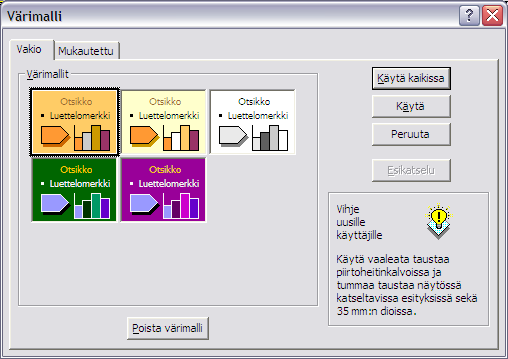 Värimalli
Vakio
Mukautettu
Värimallit
Otsikko
Luettelomerkki
Otsikko
Luettelomerkki
Otsikko
Luettelomerkki
Otsikko
Luettelomerkki
Otsikko
Luettelomerkki
Poista värimalli
Käytä kaikissa
Käytä
Peruuta
Esikatselu
Vihje
uusille
käyttäjille
Käytä vaaleata taustaa
piirtoheitinkalvoissa ja
tummaa taustaa näytössä
katseltavissa esityksissä sekä
35 mm:n dioissa.